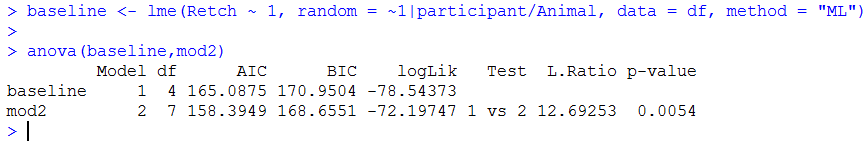 > baseline <- lme(Retch ~ 1, random = ~1|participant/Animal, data = df, method = "ML")
>
> anova(baseline,mod2)
         Model df      AIC      BIC    logLik   Test  L.Ratio p-value
baseline     1  4 165.0875 170.9504 -78.54373
mod2         2  7 158.3949 168.6551 -72.19747 1 vs 2 12.69253  0.0054
> |